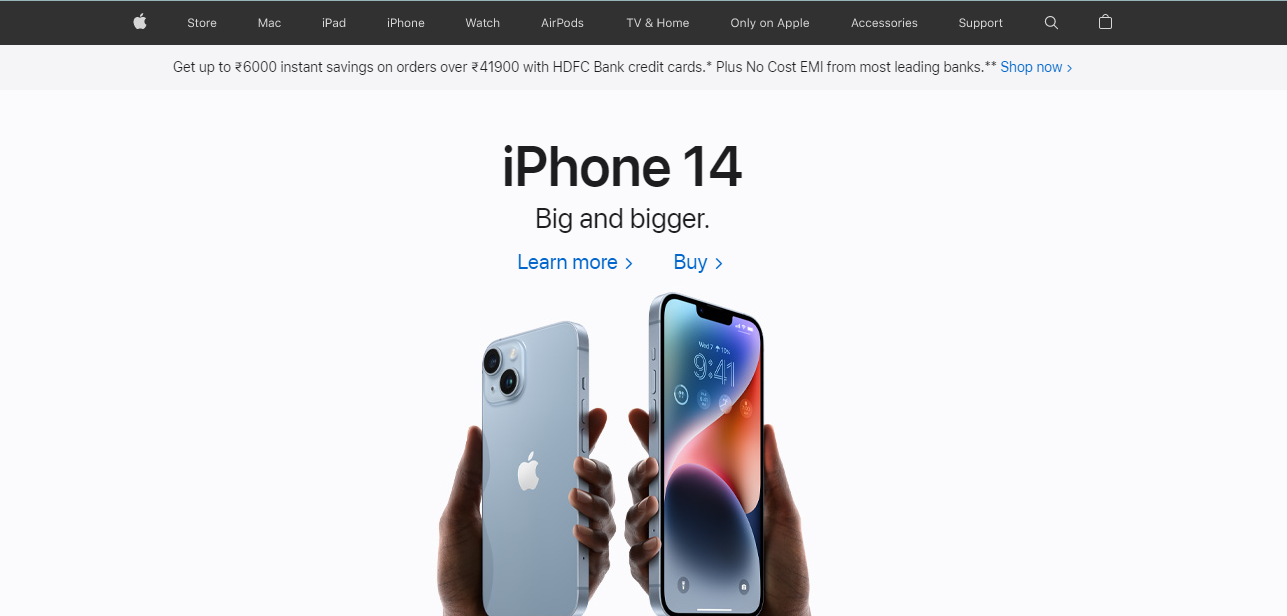 Store Mac iPad iPhone Watch AirPods TV & Home Only on Apple Accessories Support
Get up to ₹6000 instant savings on orders over ₹41900 with HDFC Bank credit cards.* Plus No Cost EMI from most leading banks.** Shop now >
iPhone 14
Big and bigger.
Learn more > Buy >
Wed 7
9:41